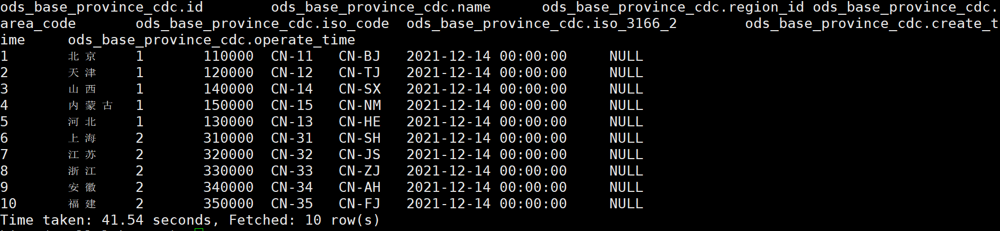 ods_base_province_cdc.id ods_base_province_cdc.name ods_base_province_cdc.region_id ods_base_province_cdc.
area_code ods_base_province_cdc.iso_code ods_base_province_cdc.iso_3166_2 ods_base_province_cdc.create_t
ime ods_base_province_cdc.operate_time
1 北京 1 110000 CN-11 CN-BJ 2021-12-14 00:00:00 NULL
2 天津 1 120000 CN-12 CN-TJ 2021-12-14 00:00:00 NULL
3 山西 1 140000 CN-14 CN-SX 2021-12-14 00:00:00 NULL
4 内蒙古 1 150000 CN-15 CN-NM 2021-12-14 00:00:00 NULL
5 河北 1 130000 CN-13 CN-HE 2021-12-14 00:00:00 NULL
6 上海 2 310000 CN-31 CN-SH 2021-12-14 00:00:00 NULL
7 江苏 2 320000 CN-32 CN-JS 2021-12-14 00:00:00 NULL
8 浙江 2 330000 CN-33 CN-ZJ 2021-12-14 00:00:00 NULL
9 安徽 2 340000 CN-34 CN-AH 2021-12-14 00:00:00 NULL
10 福建 2 350000 CN-35 CN-FJ 2021-12-14 00:00:00 NULL
Time taken: 41.54 seconds, Fetched: 10 row(s)